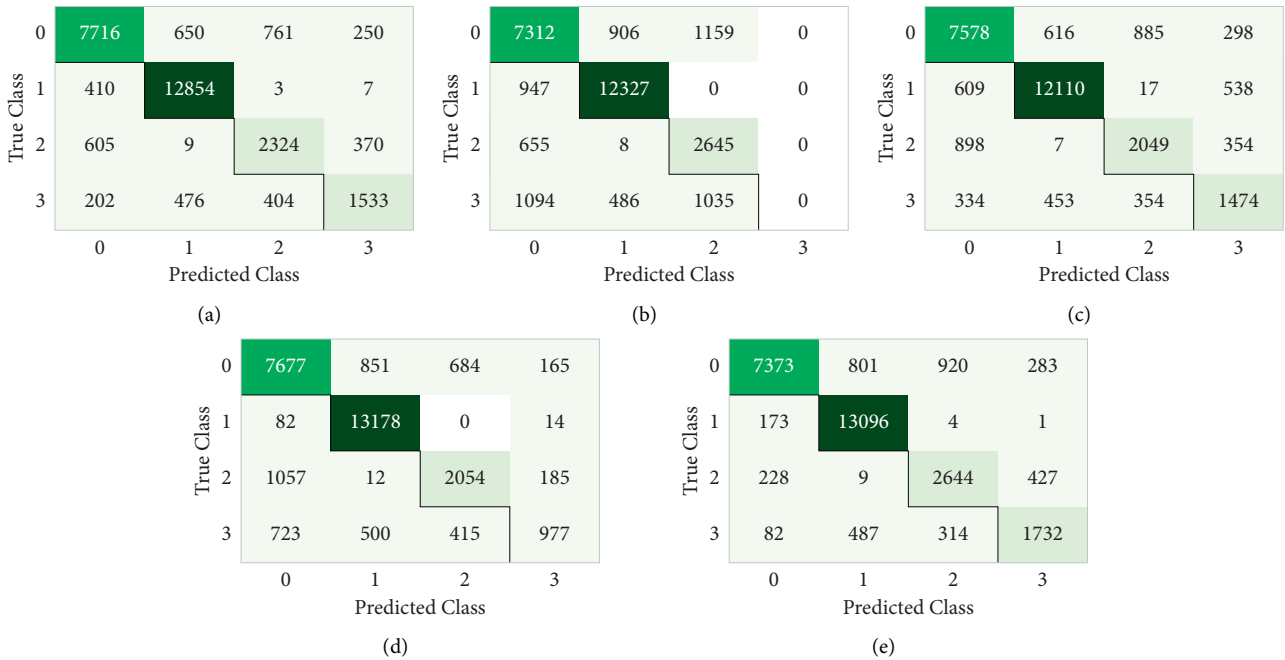 0 7716 650 761 250
1 410 12854 3 7
2 605 9 2324 370
3 202 476 404 1533
0 1 2 3
True Class
Predicted Class
(a)
0 7312 906 1159 0
1 947 12327 0 0
2 655 8 2645 0
3 1094 486 1035 0
0 1 2 3
True Class
Predicted Class
(b)
0 7578 616 885 298
1 609 12110 17 538
2 898 7 2049 354
3 334 453 354 1474
0 1 2 3
True Class
Predicted Class
(c)
0 7677 851 684 165
1 82 13178 0 14
2 1057 12 2054 185
3 723 500 415 977
0 1 2 3
True Class
Predicted Class
(d)
0 7373 801 920 283
1 173 13096 4 1
2 228 9 2644 427
3 82 487 314 1732
0 1 2 3
True Class
Predicted Class
(e)